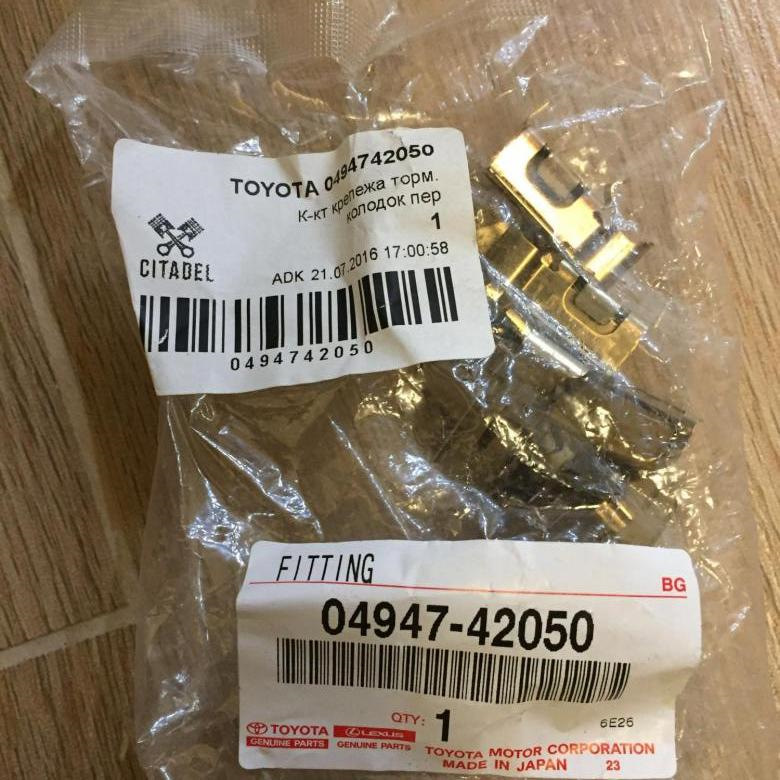 TOYOTA 0494742050
К-кт крепежа торм.
колодок пер
1
CITADEL
ADK 21.07.2016 17:00:58
0494742050
FITTING
BG
04947-42050
QTY: 1
6E26
TOYOTA
GENUINE PARTS
LEXUS
GENUINE PARTS
TOYOTA MOTOR CORPORATION
MADE IN JAPAN 23